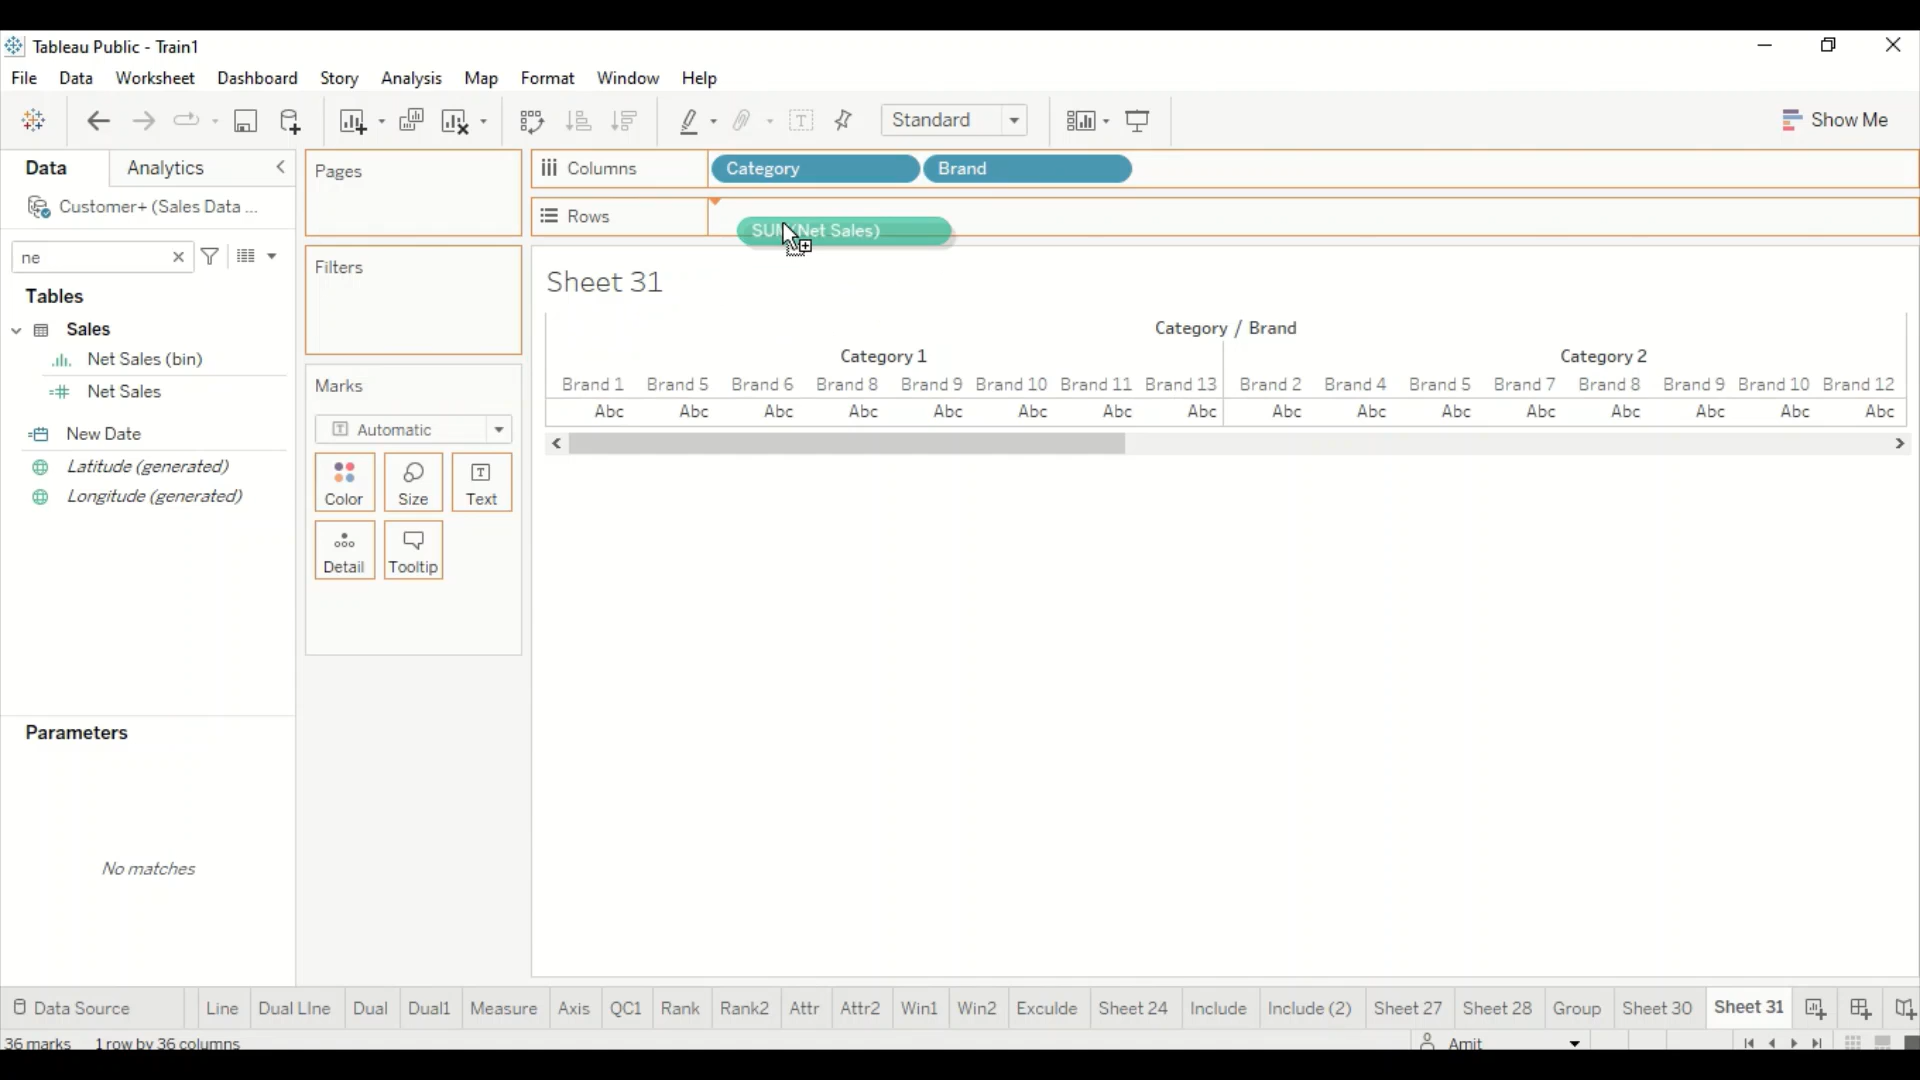 Tableau Public - Train1
File Data Worksheet Dashboard Story Analysis Map Format Window Help
Standard Show Me
Data Analytics
Customer+ (Sales Data ...
ne
Tables
Sales
Net Sales (bin)
Net Sales
New Date
Latitude (generated)
Longitude (generated)
Parameters
No matches
Pages
Filters
Marks
Automatic
Color Size Text
Detail Tooltip
Columns Category Brand
Rows
SUM(Net Sales)
Sheet 31
Category / Brand
Category 1 Category 2
Brand 1 Brand 5 Brand 6 Brand 8 Brand 9 Brand 10 Brand 11 Brand 13 Brand 2 Brand 4 Brand 5 Brand 7 Brand 8 Brand 9 Brand 10 Brand 12
Abc Abc Abc Abc Abc Abc Abc Abc Abc Abc Abc Abc Abc Abc Abc Abc
Data Source Line Dual LIne Dual Dual1 Measure Axis QC1 Rank Rank2 Attr Attr2 Win1 Win2 Exculde Sheet 24 Include Include (2) Sheet 27 Sheet 28 Group Sheet 30 Sheet 31
36 marks 1 row by 36 columns Amit